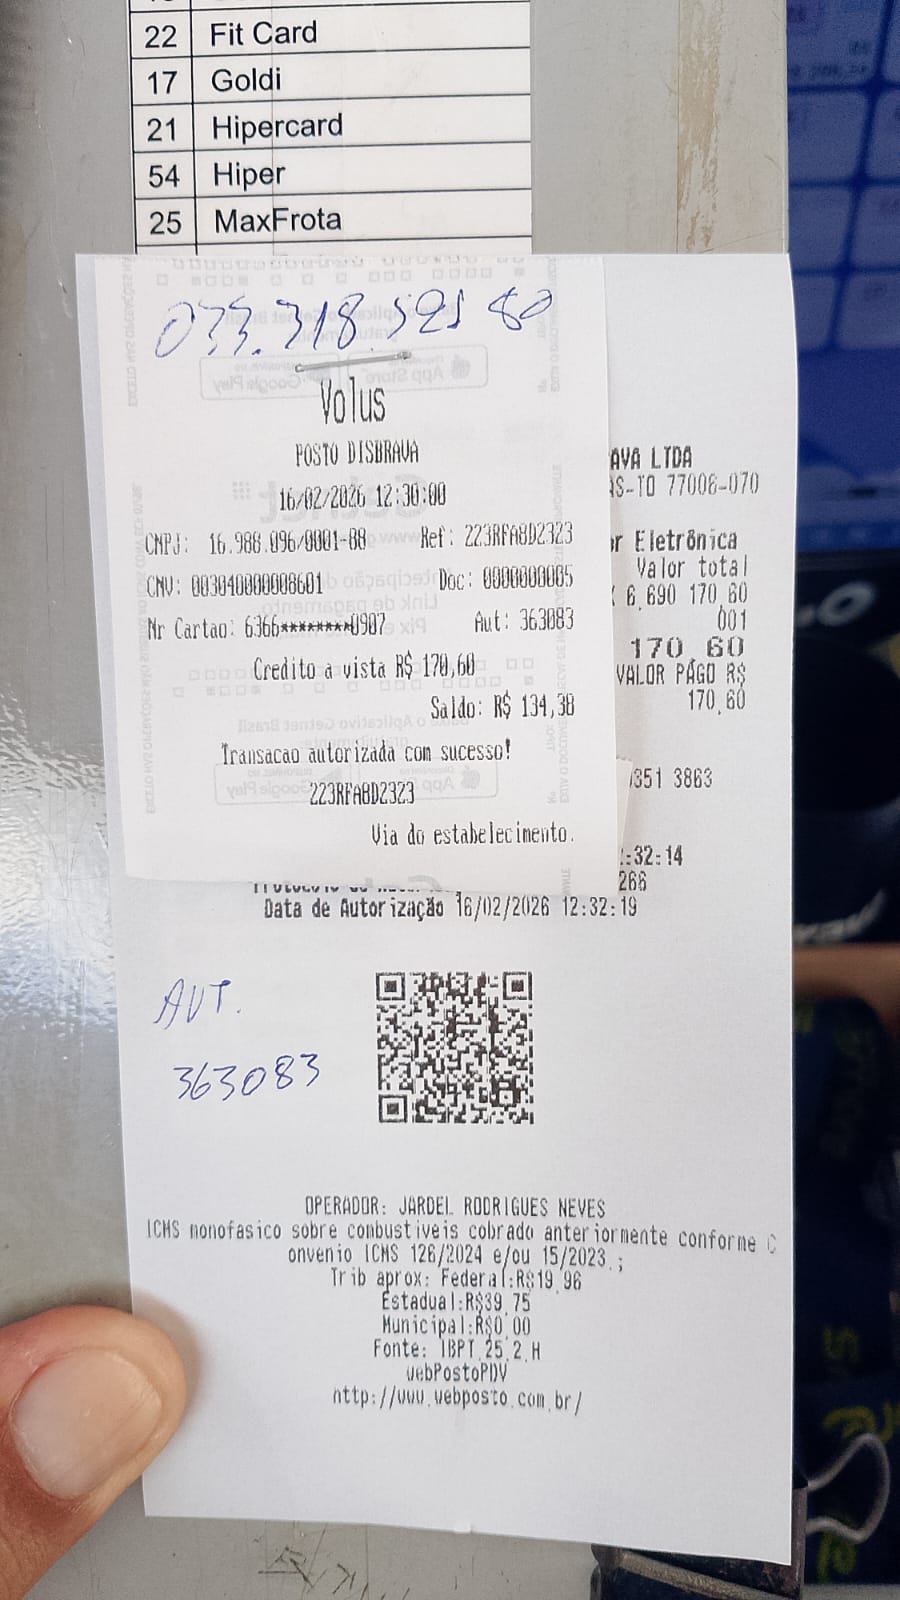 22 Fit Card
17 Goldi
21 Hipercard
54 Hiper
25 MaxFrota
033.318.521 80
Volus
POSTO DISBRAVA
16/02/2026 12:30:00
CNPJ: 16.988.096/0001-88 Ref: 223RFA8D2323
CNV: 003040000008601 Doc: 0000000085
Nr Cartao: 6366********0907 Aut: 363083
Credito a vista R$ 170,60
Saldo: R$ 134,38
Transacao autorizada com sucesso!
223RFA8D2323
Via do estabelecimento.
AVA LTDA
AS-TO 77006-070
r Eletrônica
Valor total
6,690 170,60
001
170,60
VALOR PAGO R$
170,60
351 3863
:32:14
266
Data de Autorização 16/02/2026 12:32:19
AUT.
363083
OPERADOR: JARDEL RODRIGUES NEVES
ICMS monofasico sobre combustiveis cobrado anteriormente conforme C
onvenio ICMS 126/2024 e/ou 15/2023.;
Trib aprox: Federal:R$19,96
Estadual:R$39,75
Municipal:R$0,00
Fonte: IBPT.25.2.H
webPostoPDV
http://www.webposto.com.br/